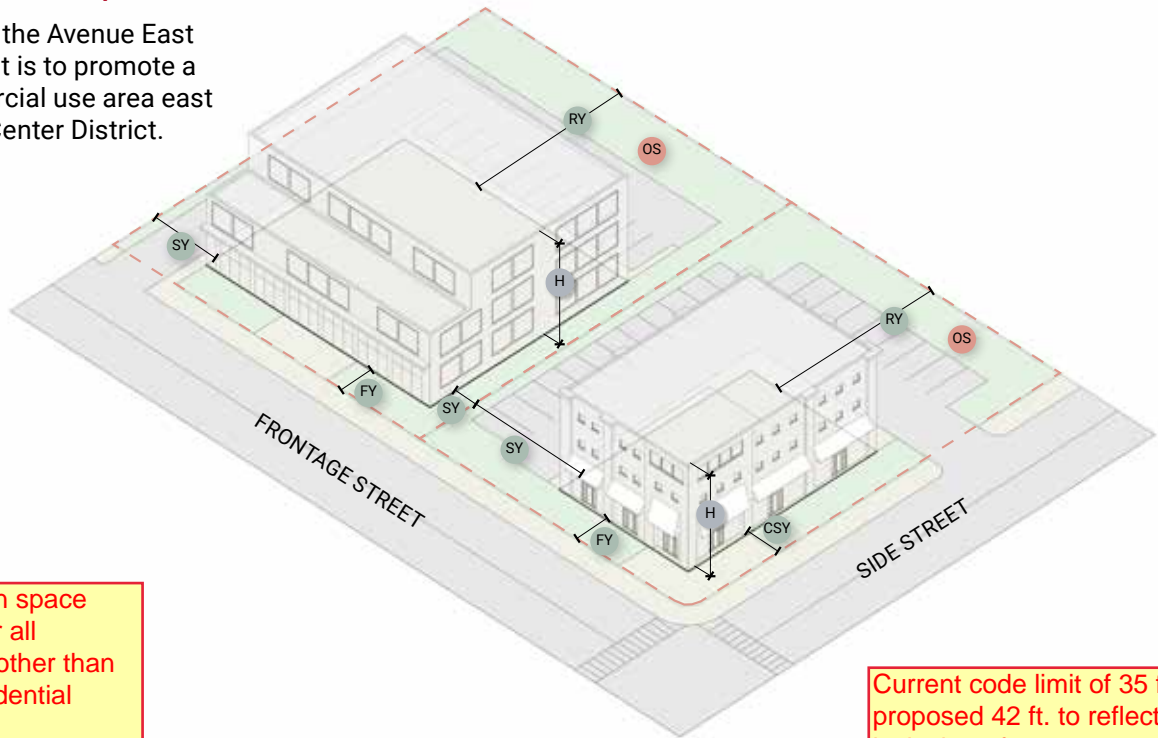 the Avenue East
t is to promote a
rcial use area east
Center District.
RY
OS
SY
H
RY
OS
FY
SY
SY
H
FY
CSY
FRONTAGE STREET
SIDE STREET
n space
r all
other than
dential
Current code limit of 35 f
proposed 42 ft. to reflect